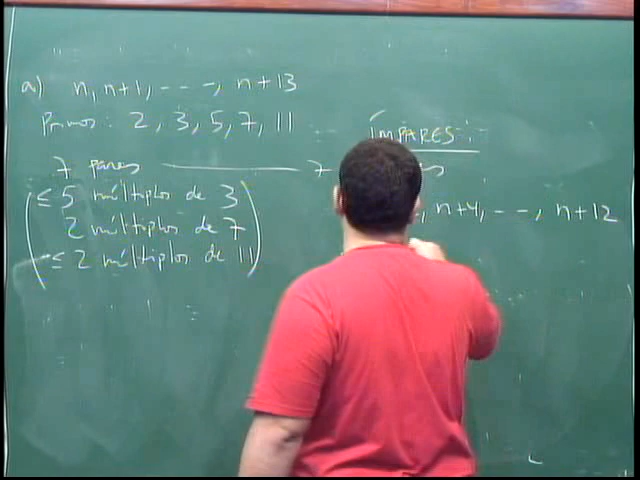 a) n, n+1, - - - -, n+13
Primos: 2, 3, 5, 7, 11
7 pares ——— 7
≤ 5 múltiplos de 3
2 múltiplos de 7
≤ 2 múltiplos de 11
ÍMPARES:
, n+4, - - -, n+12